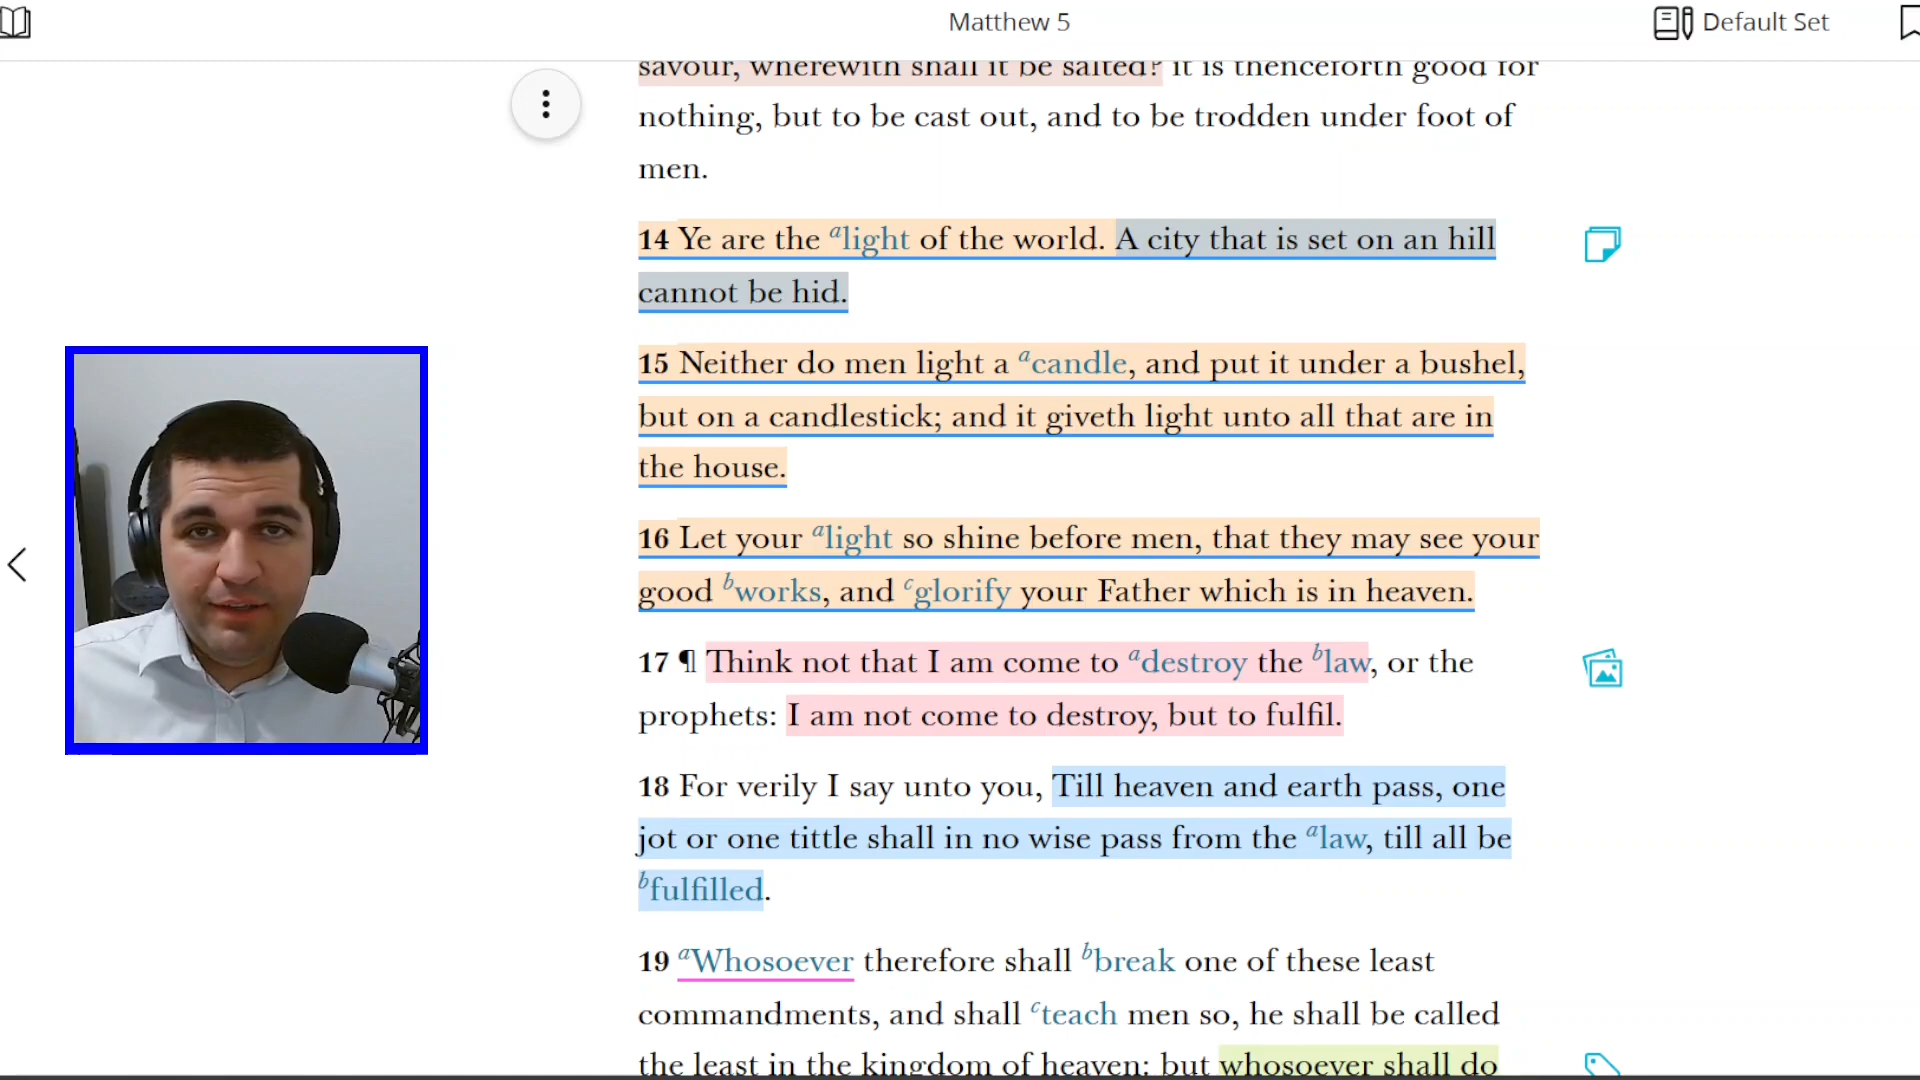 Matthew 5
Default Set
savour, wherewith shall it be salted? it is thenceforth good for
nothing, but to be cast out, and to be trodden under foot of
men.
14 Ye are the alight of the world. A city that is set on an hill
cannot be hid.
15 Neither do men light a acandle, and put it under a bushel,
but on a candlestick; and it giveth light unto all that are in
the house.
16 Let your alight so shine before men, that they may see your
good bworks, and cglorify your Father which is in heaven.
17 ¶ Think not that I am come to adestroy the blaw, or the
prophets: I am not come to destroy, but to fulfil.
18 For verily I say unto you, Till heaven and earth pass, one
jot or one tittle shall in no wise pass from the alaw, till all be
bfulfilled.
19 aWhosoever therefore shall bbreak one of these least
commandments, and shall cteach men so, he shall be called
the least in the kingdom of heaven: but whosoever shall do